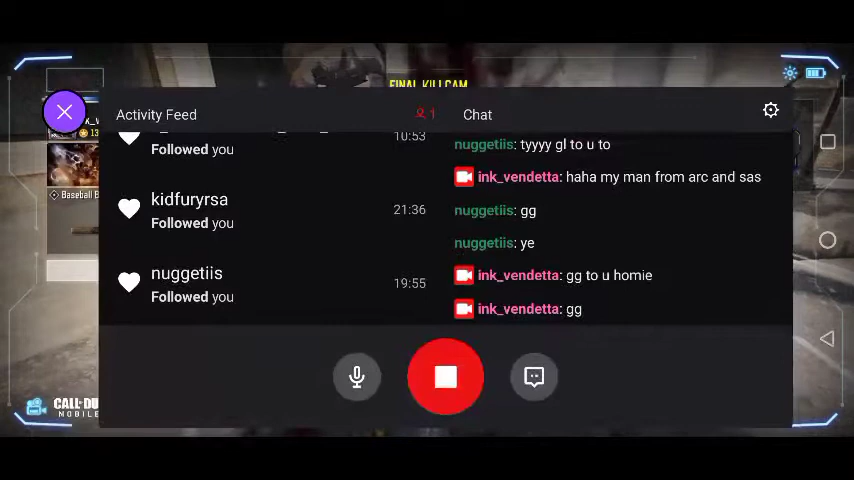 FINAL KILLCAM
Activity Feed
1
Chat
10:53
Followed you
kidfuryrsa
21:36
Followed you
nuggetiis
19:55
Followed you
nuggetiis: tyyyy gl to u to
ink_vendetta: haha my man from arc and sas
nuggetiis: gg
nuggetiis: ye
ink_vendetta: gg to u homie
ink_vendetta: gg
13
Baseball B
CALL OF DU
MOBILE